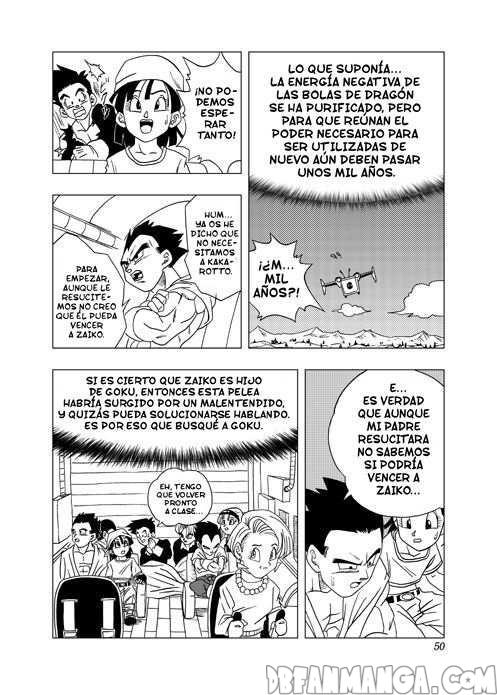 LO QUE SUPONÍA...
LA ENERGÍA NEGATIVA
DE LAS BOLAS DE DRAGÓN
SE HA PURIFICADO, PERO
PARA QUE REÚNAN EL
PODER NECESARIO PARA
SER UTILIZADAS DE
NUEVO AÚN DEBEN PASAR
UNOS MIL AÑOS.
¡¿M...
MIL
AÑOS?!
¡NO PO-
DEMOS
ESPE-
RAR
TANTO!
HUM...
YA OS HE
DICHO QUE
NO NECE-
SITAMOS
A KAKA-
ROTTO.
PARA
EMPEZAR,
AUNQUE LE
RESUCITE-
MOS NO CREO
QUE ÉL PUEDA
VENCER
A ZAIKO.
E...
ES VERDAD
QUE AUNQUE
MI PADRE
RESUCITARA
NO SABEMOS
SI PODRÍA
VENCER A
ZAIKO...
SI ES CIERTO QUE ZAIKO ES HIJO
DE GOKU, ENTONCES ESTA PELEA
HABRÍA SURGIDO POR UN MALENTENDIDO,
Y QUIZÁS PUEDA SOLUCIONARSE HABLANDO.
ES POR ESO QUE BUSQUÉ A GOKU.
EH, TENGO
QUE VOLVER
PRONTO
A CLASE...
50
DBFANMANGA.COM